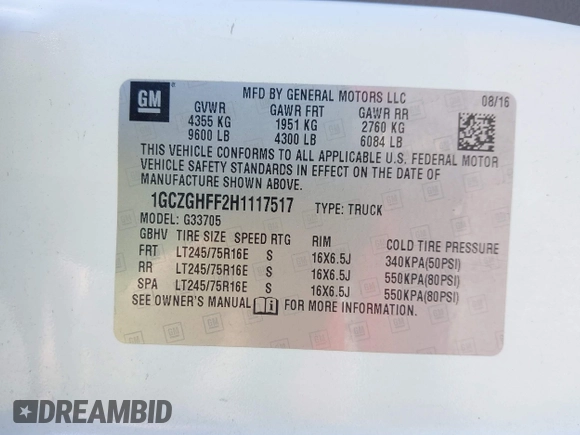 GM
MFD BY GENERAL MOTORS LLC
08/16
GVWR GAWR FRT GAWR RR
4355 KG 1951 KG 2760 KG
9600 LB 4300 LB 6084 LB
THIS VEHICLE CONFORMS TO ALL APPLICABLE U.S. FEDERAL MOTOR
VEHICLE SAFETY STANDARDS IN EFFECT ON THE DATE OF
MANUFACTURE SHOWN ABOVE.
1GCZGHFF2H1117517 TYPE: TRUCK
MODEL: G33705
GBHV TIRE SIZE SPEED RTG RIM COLD TIRE PRESSURE
FRT LT245/75R16E S 16X6.5J 340KPA(50PSI)
RR LT245/75R16E S 16X6.5J 550KPA(80PSI)
SPA LT245/75R16E S 16X6.5J 550KPA(80PSI)
SEE OWNER'S MANUAL FOR MORE INFORMATION.
DREAMBID